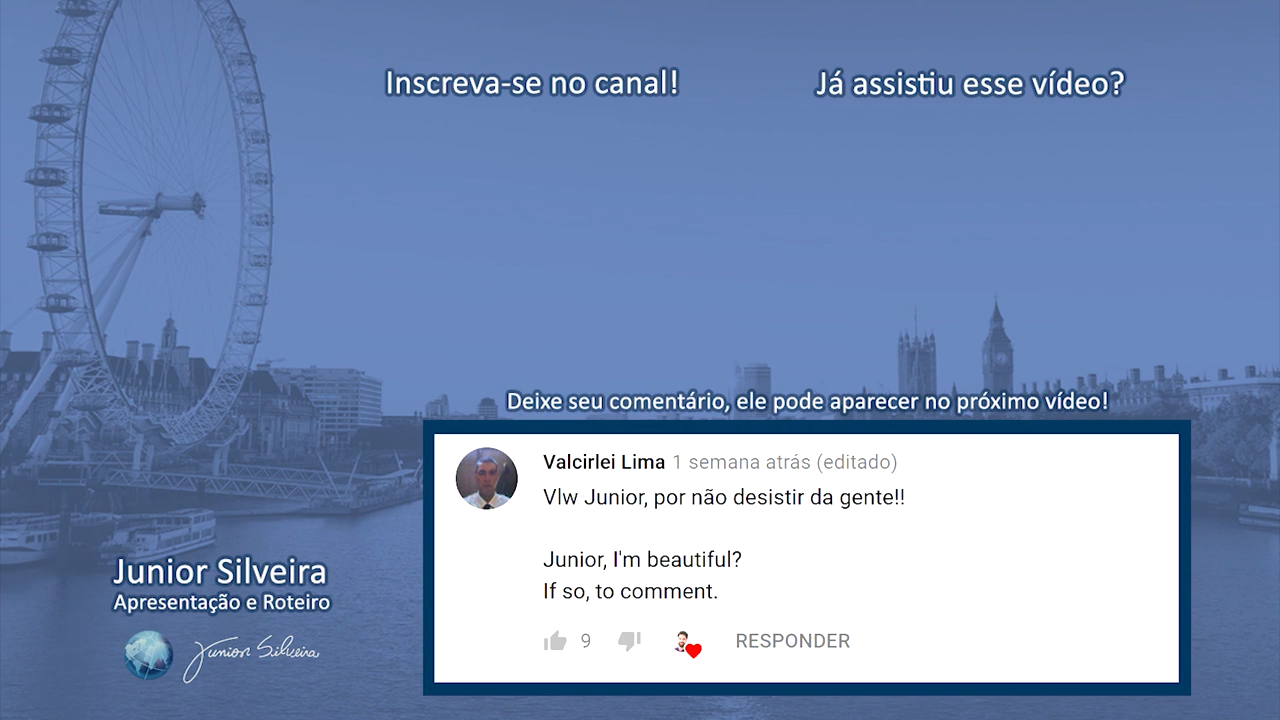 Inscreva-se no canal!
Já assistiu esse vídeo?
Deixe seu comentário, ele pode aparecer no próximo vídeo!
Valcirlei Lima 1 semana atrás (editado)
Vlw Junior, por não desistir da gente!!
Junior, I'm beautiful?
If so, to comment.
9
RESPONDER
Junior Silveira
Apresentação e Roteiro
Junior Silveira